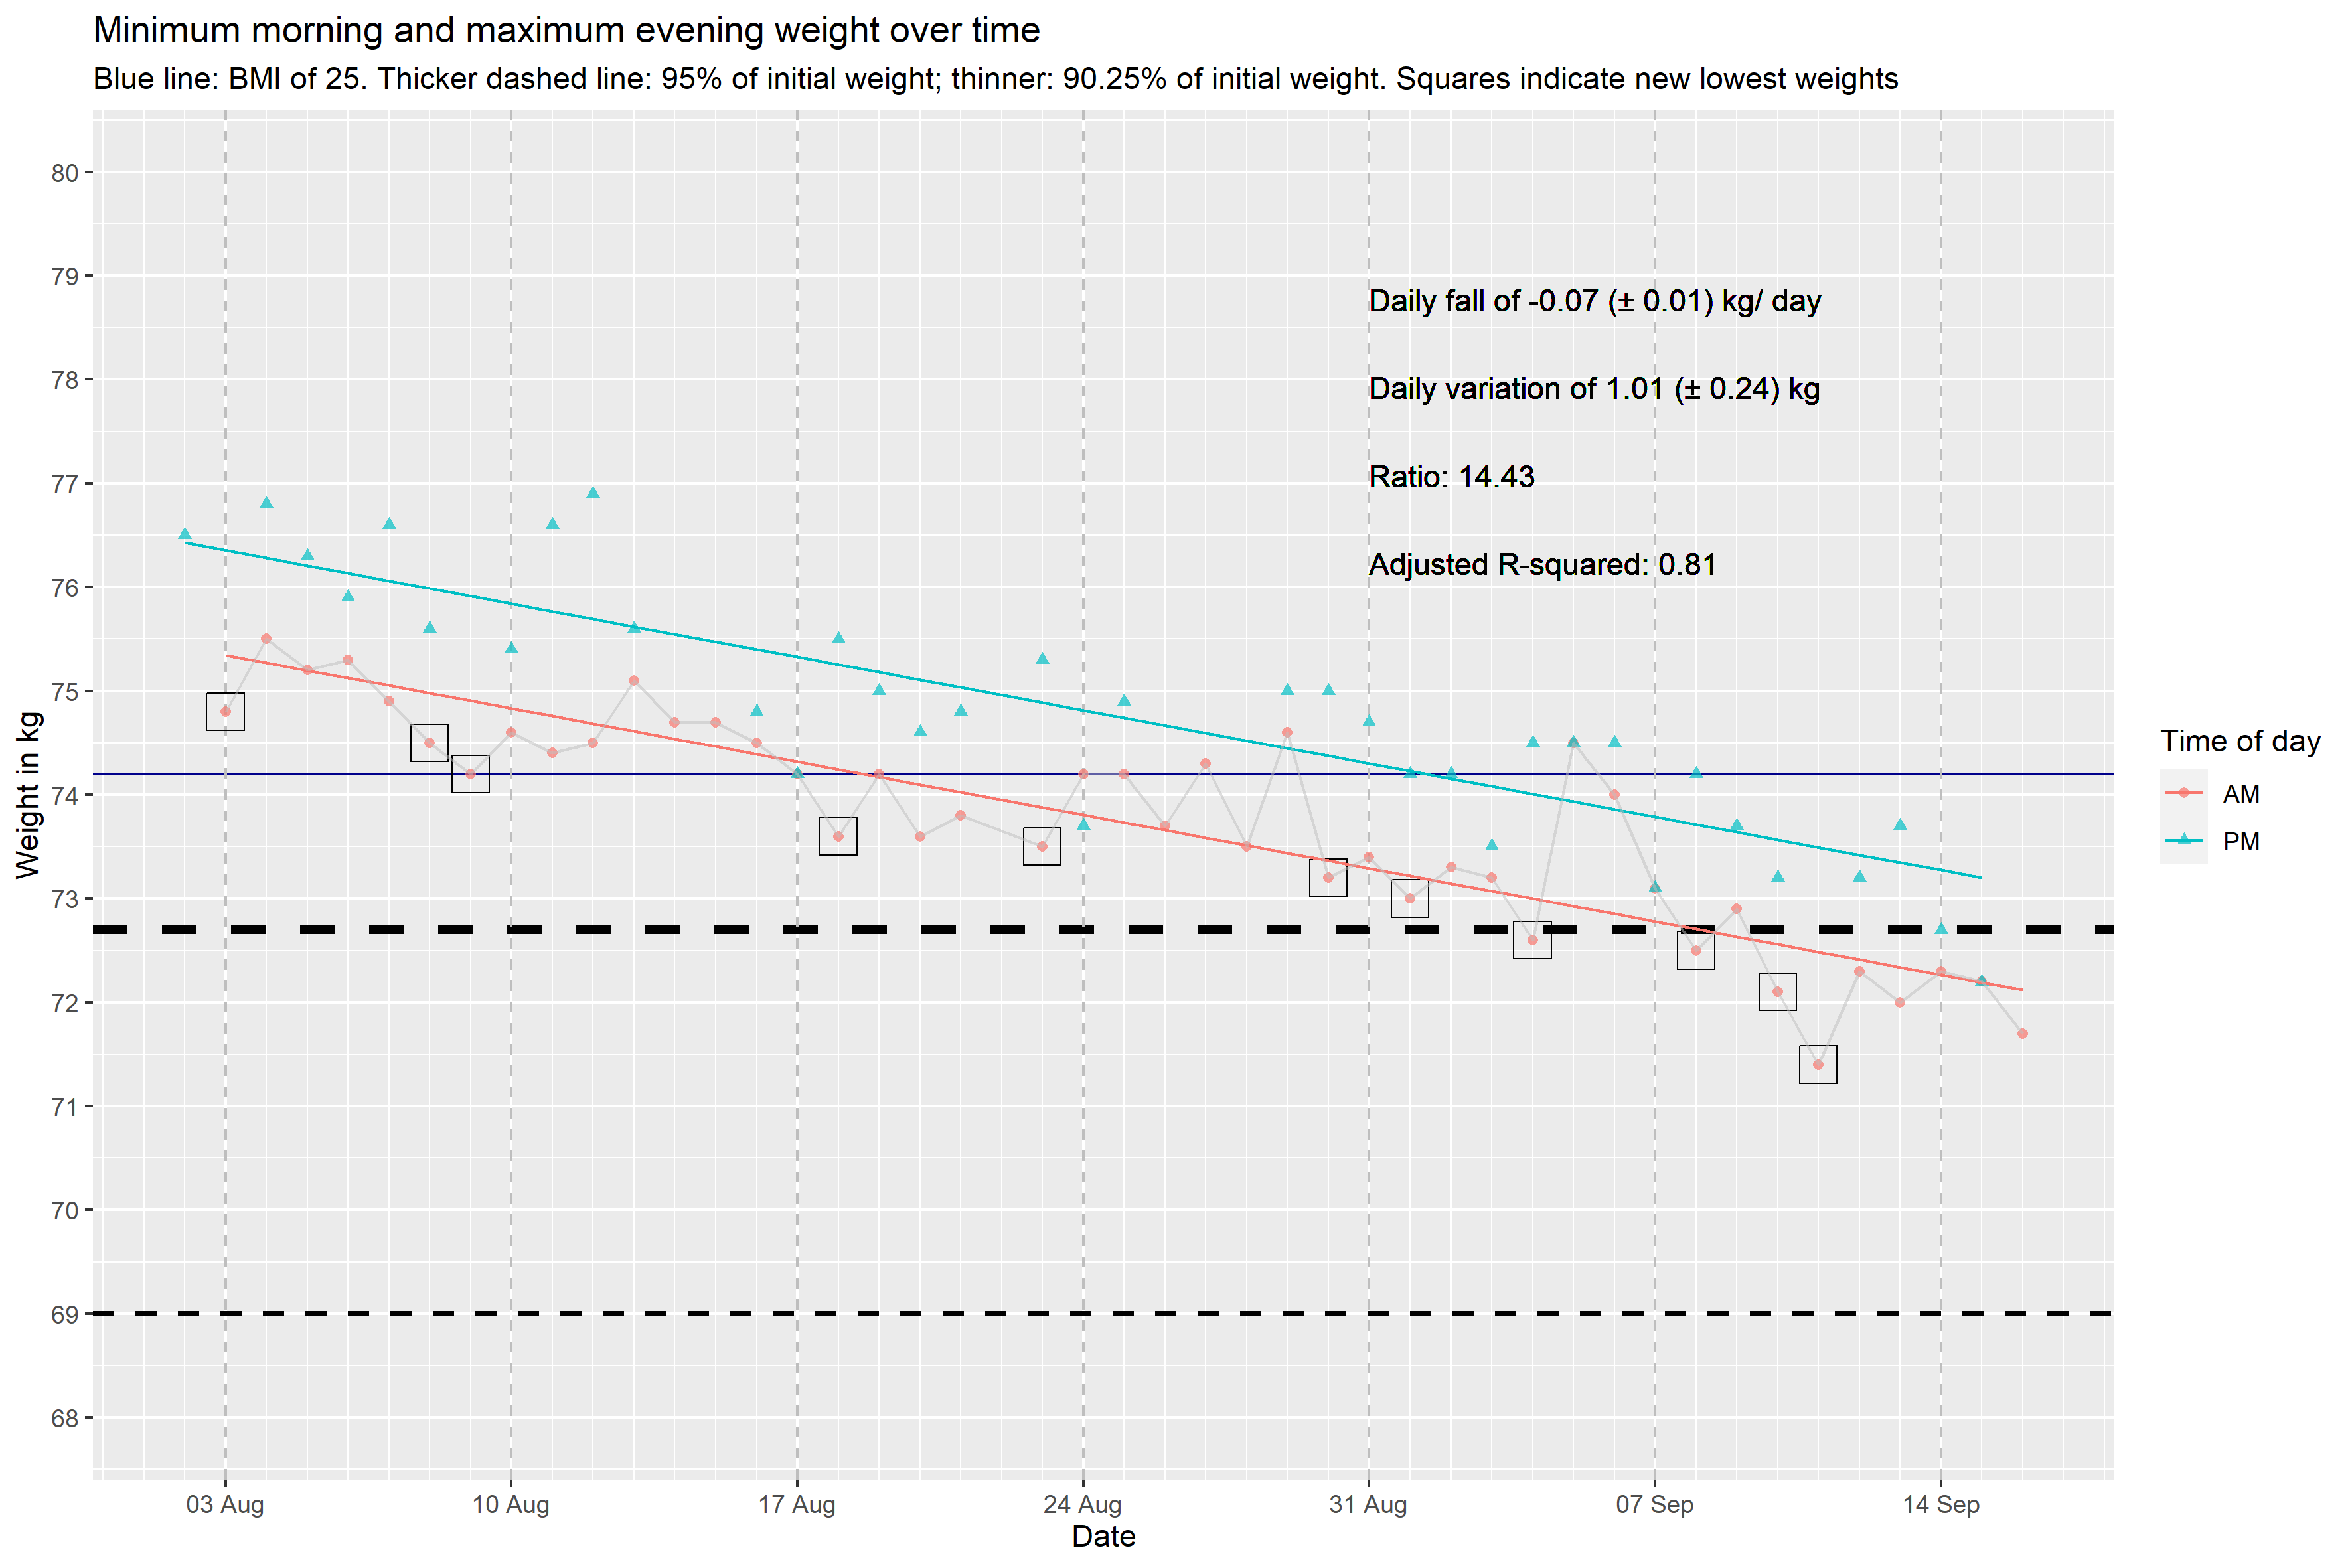 Minimum morning and maximum evening weight over time
Blue line: BMI of 25. Thicker dashed line: 95% of initial weight; thinner: 90.25% of initial weight. Squares indicate new lowest weights
80
79
78
77
76
75
74
73
72
71
70
69
68
Weight in kg
Daily fall of -0.07 (± 0.01) kg/ day
Daily variation of 1.01 (± 0.24) kg
Ratio: 14.43
Adjusted R-squared: 0.81
Time of day
AM
PM
03 Aug
10 Aug
17 Aug
24 Aug
31 Aug
07 Sep
14 Sep
Date